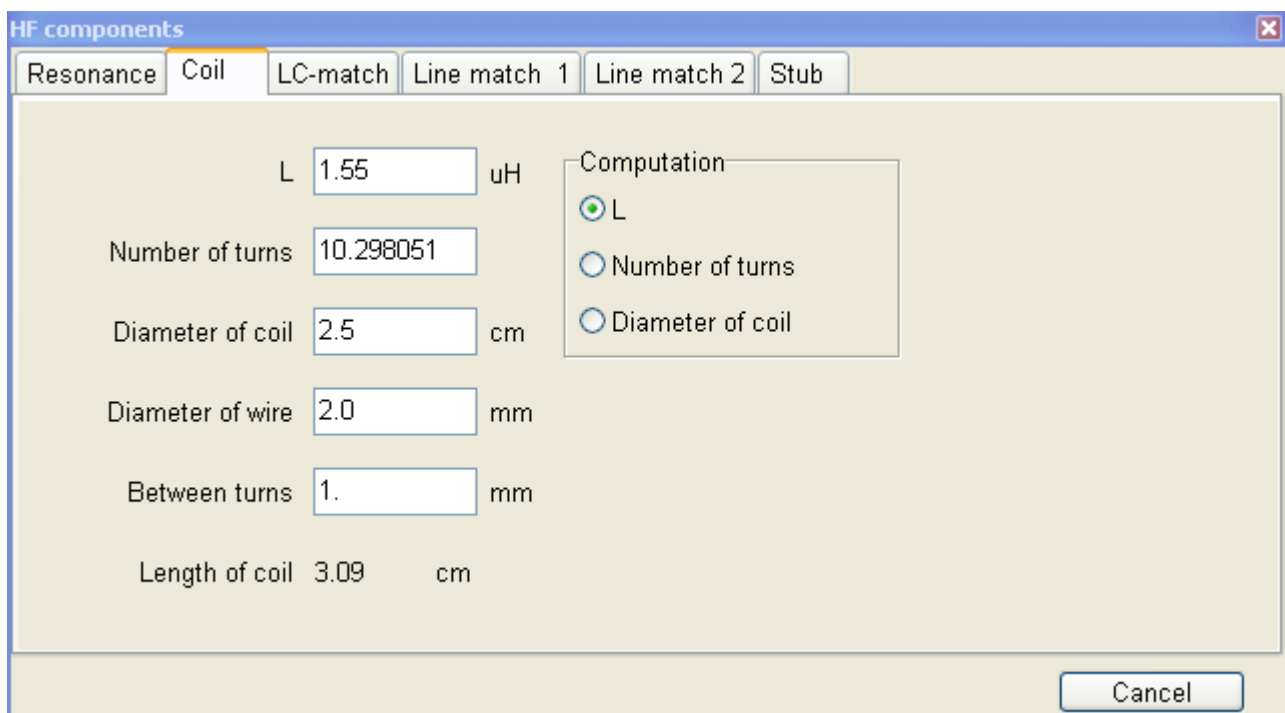 HF components
Resonance Coil LC-match Line match 1 Line match 2 Stub
L 1.55 uH
Number of turns 10.298051
Diameter of coil 2.5 cm
Diameter of wire 2.0 mm
Between turns 1. mm
Length of coil 3.09 cm
Computation
L
Number of turns
Diameter of coil
Cancel